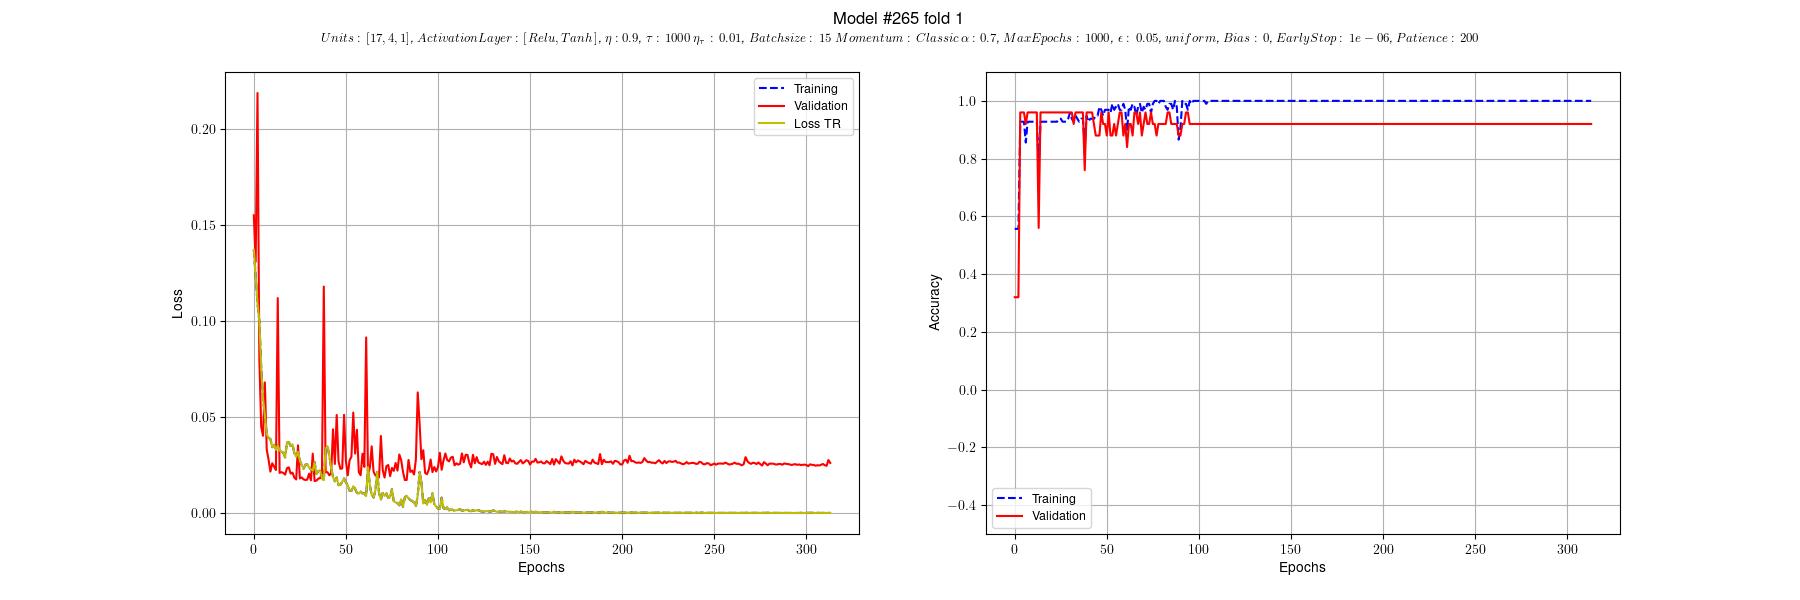 Model #265 fold 1
Units : [17, 4, 1], ActivationLayer : [Relu, Tanh], η : 0.9, τ : 1000 ητ : 0.01, Batchsize : 15 Momentum : Classic α : 0.7, MaxEpochs : 1000, ϵ : 0.05, uniform, Bias : 0, EarlyStop : 1e − 06, Patience : 200
Training
Validation
Loss TR
0.20
0.15
0.10
0.05
0.00
Loss
0 50 100 150 200 250 300
Epochs
1.0
0.8
0.6
0.4
0.2
0.0
−0.2
−0.4
Accuracy
Training
Validation
0 50 100 150 200 250 300
Epochs